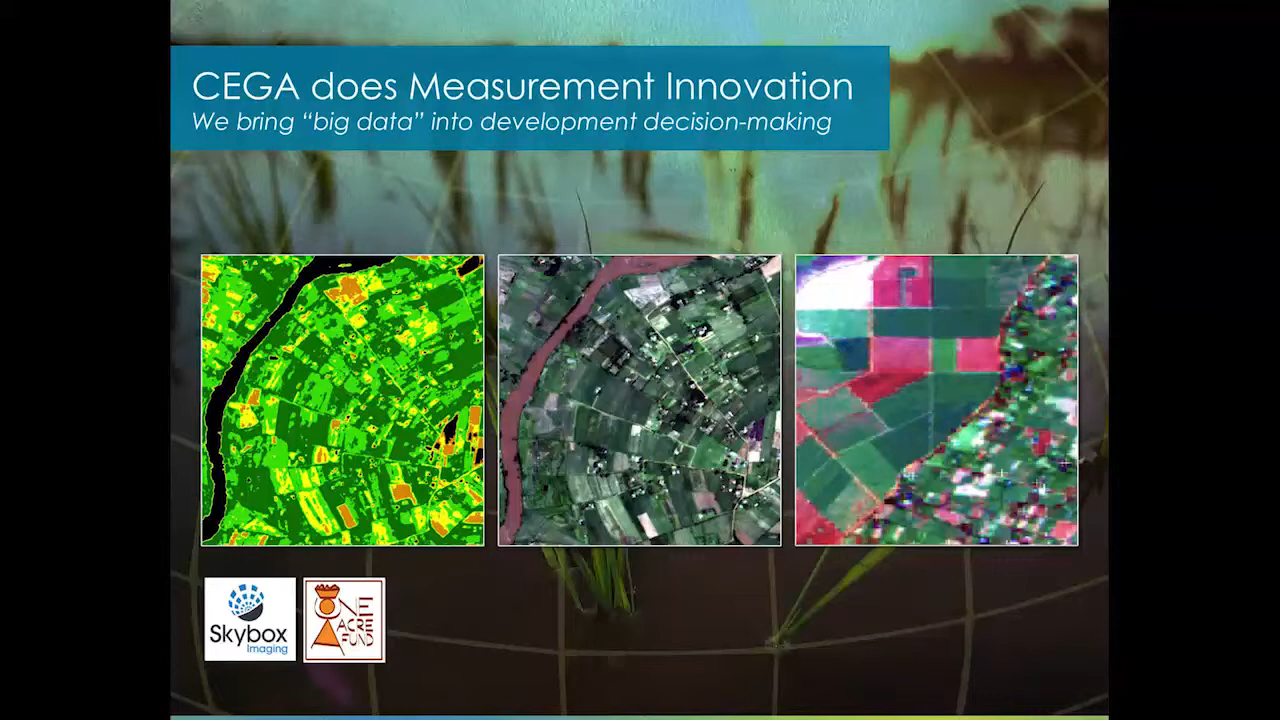 CEGA does Measurement Innovation
We bring “big data” into development decision-making
Skybox
Imaging
ONE
ACRE
FUND